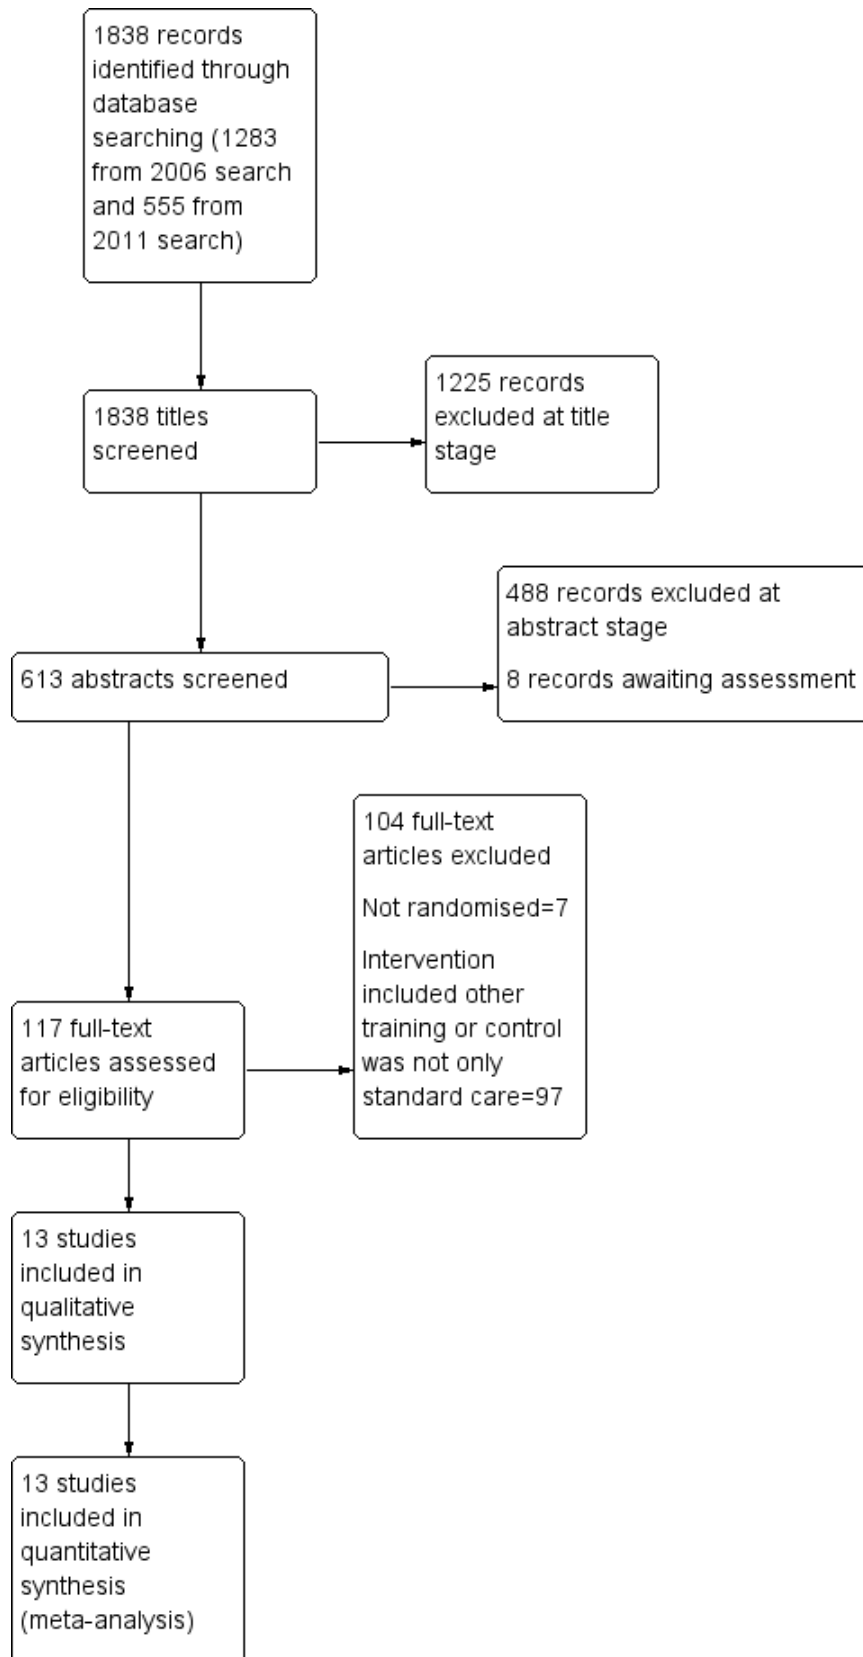 1838 records
identified through
database
searching (1283
from 2006 search
and 555 from
2011 search)
1838 titles
screened
1225 records
excluded at title
stage
613 abstracts screened
488 records excluded at
abstract stage
8 records awaiting assessment
117 full-text
articles assessed
for eligibility
104 full-text
articles excluded
Not randomised=7
Intervention
included other
training or control
was not only
standard care=97
13 studies
included in
qualitative
synthesis
13 studies
included in
quantitative
synthesis
(meta-analysis)